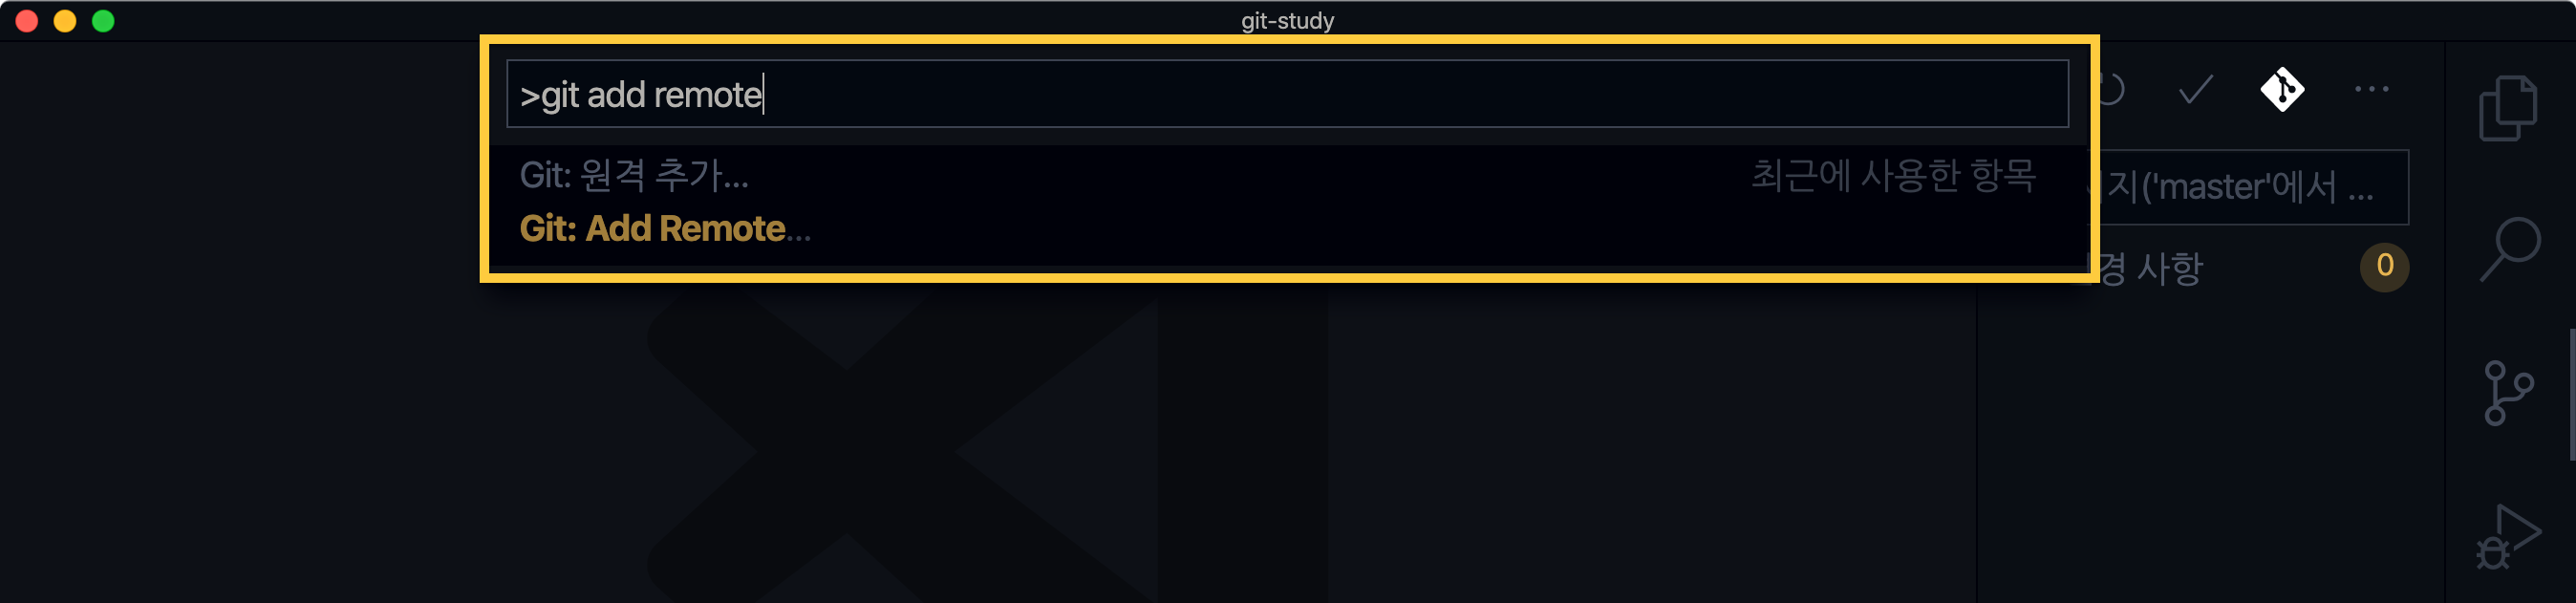 git-study
>git add remote
Git: 원격 추가...
최근에 사용한 항목
Git: Add Remote...
지('master'에서 ...
경 사항
0